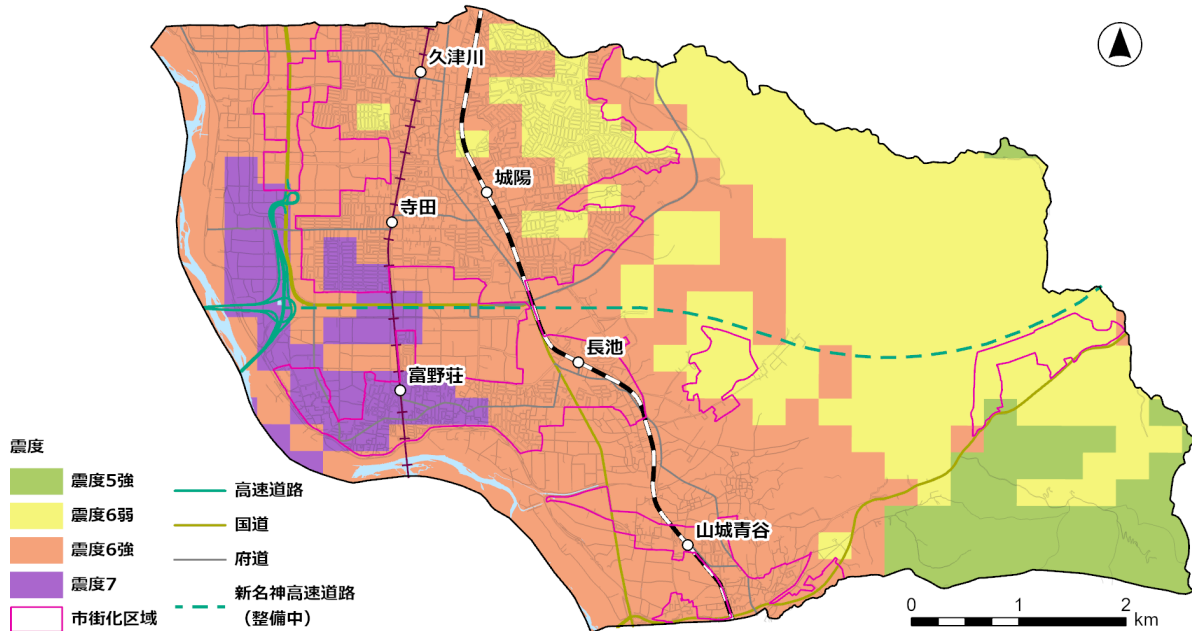 久津川
城陽
寺田
長池
富野荘
山城青谷
震度
震度5強
震度6弱
震度6強
震度7
市街化区域
高速道路
国道
府道
新名神高速道路
(整備中)
0 1 2
km